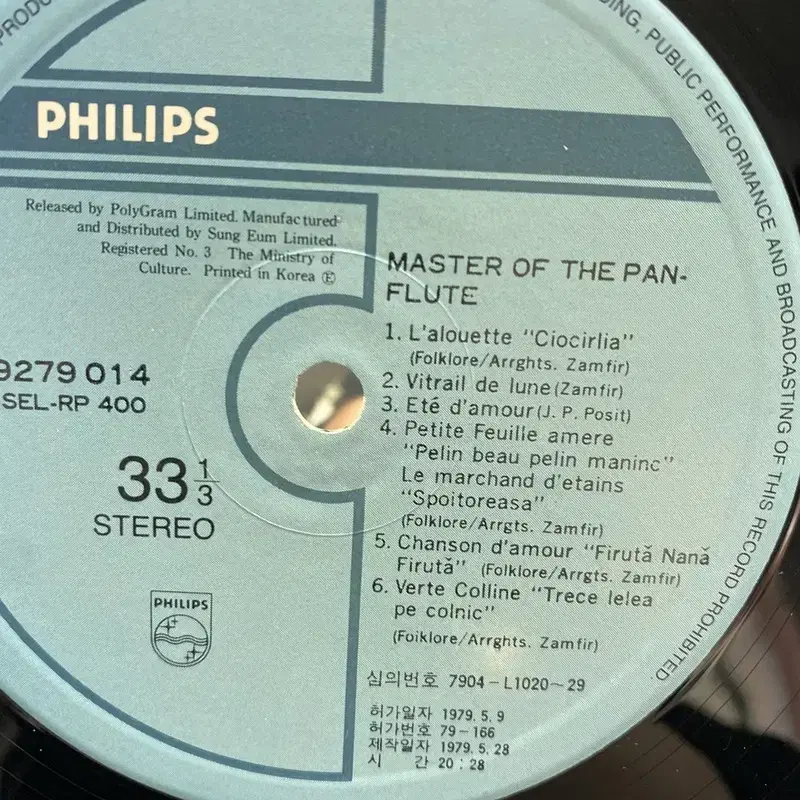 PHILIPS
Released by PolyGram Limited. Manufactured
and Distributed by Sung Eum Limited.
Registered No. 3 The Ministry of
Culture. Printed in Korea Ⓔ
MASTER OF THE PAN-
FLUTE
1. L'alouette "Ciocirlia"
(Folklore/Arrghts. Zamfir)
2. Vitrail de lune (Zamfir)
3. Eté d'amour (J. P. Posit)
4. Petite Feuille amere
"Pelin beau pelin maninc"
Le marchand d'etains
"Spoitoreasa"
(Folklore/Arrgts. Zamfir)
5. Chanson d'amour "Firută Nană
Firută" (Folklore/Arrgts. Zamfir)
6. Verte Colline "Trece lelea
pe colnic"
(Foiklore/Arrghts. Zamfir)
9279 014
SEL-RP 400
33 1/3
STEREO
PHILIPS
심의번호 7904-L1020~29
허가일자 1979. 5. 9
허가번호 79-166
제작일자 1979. 5. 28
시 간 20 : 28
PUBLIC PERFORMANCE AND BROADCASTING OF THIS RECORD PROHIBITED